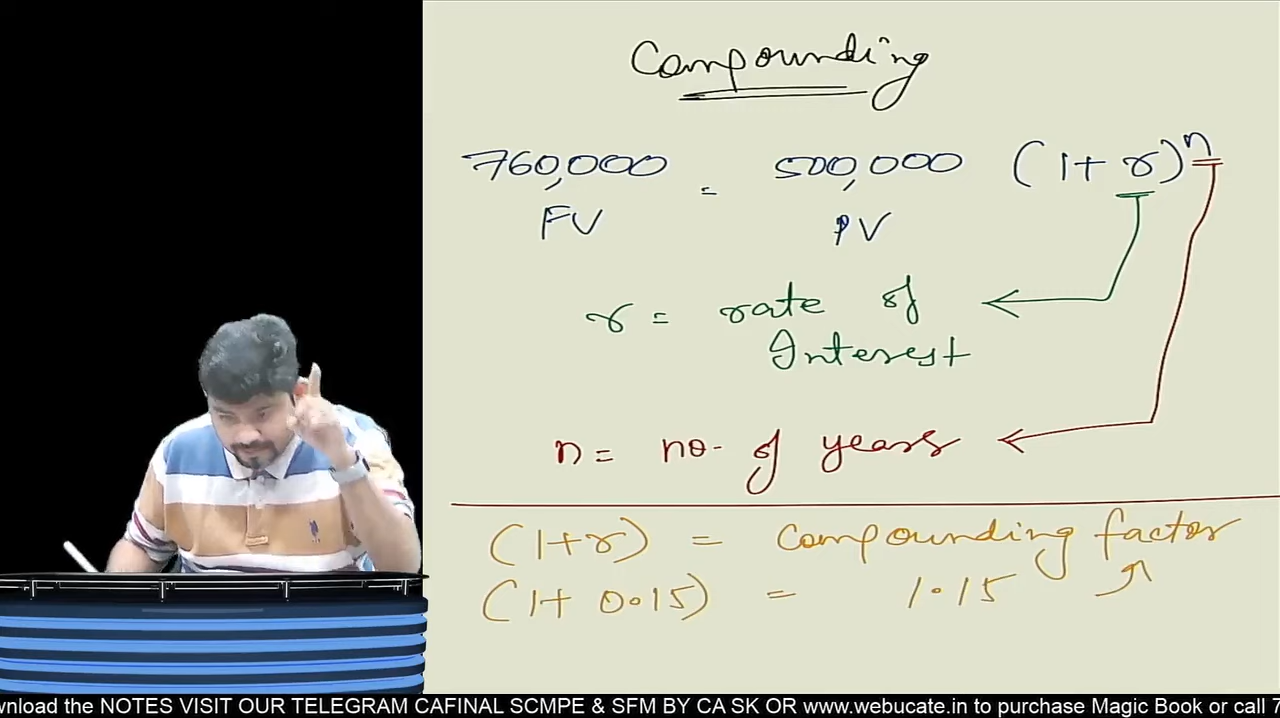 Compounding
760,000 = 500,000 (1+ r)^n
FV PV
r = rate of
Interest
n = no. of years
(1+r) = Compounding factor
(1+ 0.15) = 1.15
wnload the NOTES VISIT OUR TELEGRAM CAFINAL SCMPE & SFM BY CA SK OR www.webucate.in to purchase Magic Book or call 7